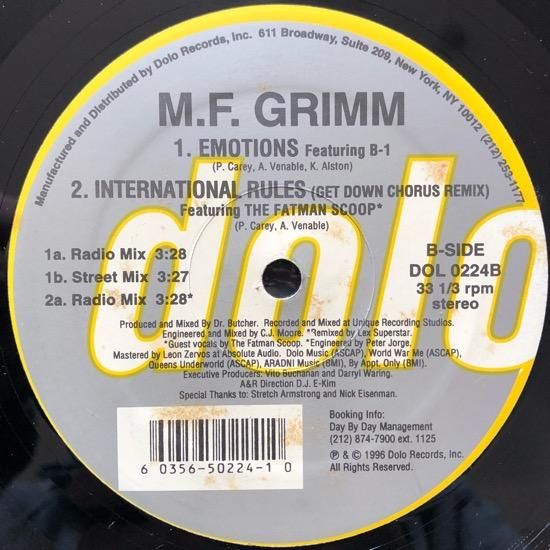 Manufactured and Distributed by Dolo Records, Inc. 611 Broadway, Suite 209, New York, NY 10012 (212) 253-1177
M.F. GRIMM
1. EMOTIONS Featuring B-1
(P. Carey, A. Venable, K. Alston)
2. INTERNATIONAL RULES (GET DOWN CHORUS REMIX)
Featuring THE FATMAN SCOOP*
(P. Carey, A. Venable)
dolo
1a. Radio Mix 3:28
1b. Street Mix 3:27
2a. Radio Mix 3:28*
B-SIDE
DOL 0224B
33 1/3 rpm
stereo
Produced and Mixed By Dr. Butcher. Recorded and Mixed at Unique Recording Studios.
Engineered and Mixed by C.J. Moore. *Remixed by Lex Superstar.
*Guest vocals by The Fatman Scoop. *Engineered by Peter Jorge.
Mastered by Leon Zervos at Absolute Audio. Dolo Music (ASCAP), World War Me (ASCAP),
Queens Underworld (ASCAP), ARADNI Music (BMI), By Appt. Only (BMI).
Executive Producers: Vito Buchanan and Darryl Waring.
A&R Direction D.J. E-Kim
Special Thanks to: Stretch Armstrong and Nick Eisenman.
6 0356-50224-1 0
Booking Info:
Day By Day Management
(212) 874-7900 ext. 1125
℗ & © 1996 Dolo Records, Inc.
All Rights Reserved.